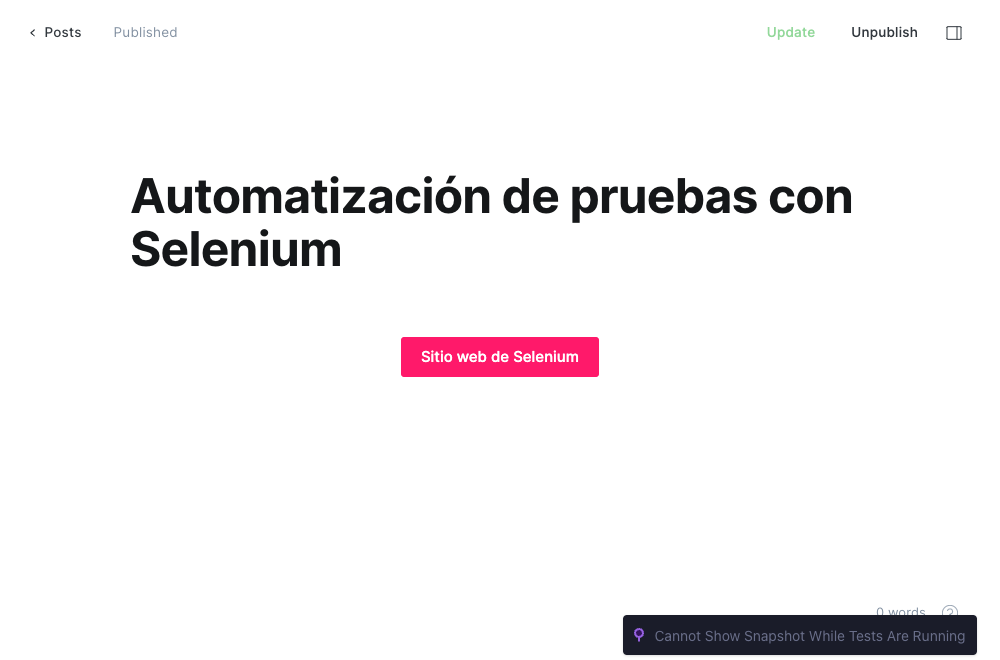 Posts
Published
Update
Unpublish
Automatización de pruebas con
Selenium
Sitio web de Selenium
0 words
Cannot Show Snapshot While Tests Are Running